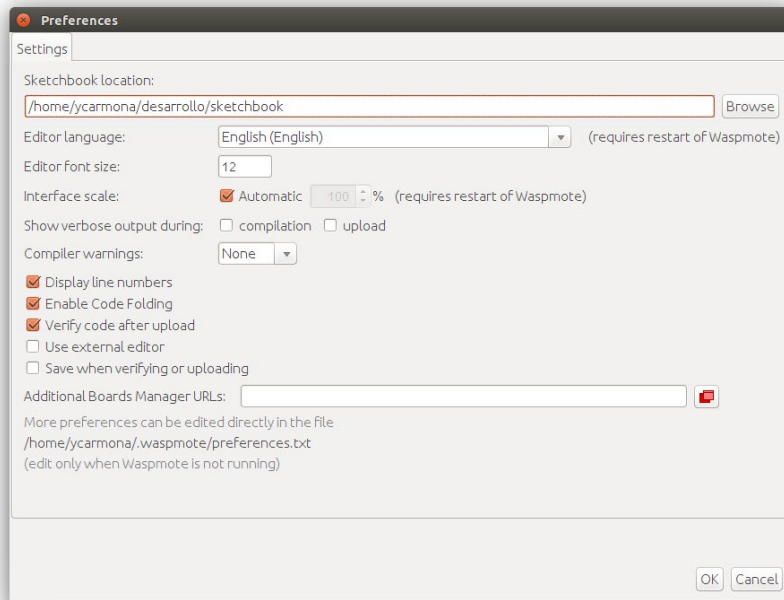 Preferences
Settings
Sketchbook location:
/home/ycarmona/desarrollo/sketchbook Browse
Editor language: English (English) (requires restart of Waspmote)
Editor font size: 12
Interface scale: Automatic 100 % (requires restart of Waspmote)
Show verbose output during: compilation upload
Compiler warnings: None
Display line numbers
Enable Code Folding
Verify code after upload
Use external editor
Save when verifying or uploading
Additional Boards Manager URLs:
More preferences can be edited directly in the file
/home/ycarmona/.waspmote/preferences.txt
(edit only when Waspmote is not running)
OK Cancel